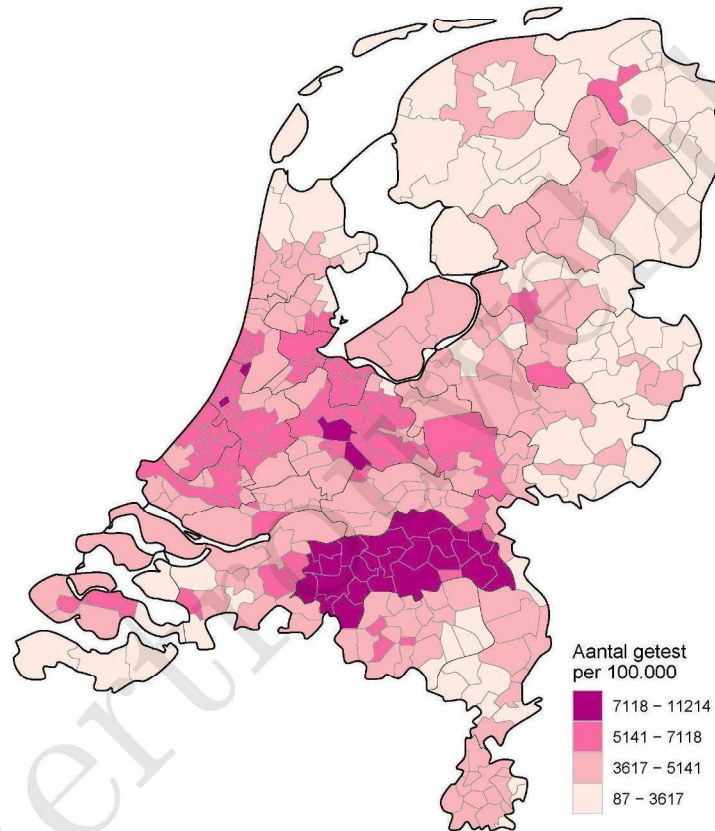 Aantal getest
per 100.000
7118 – 11214
5141 – 7118
3617 – 5141
87 – 3617